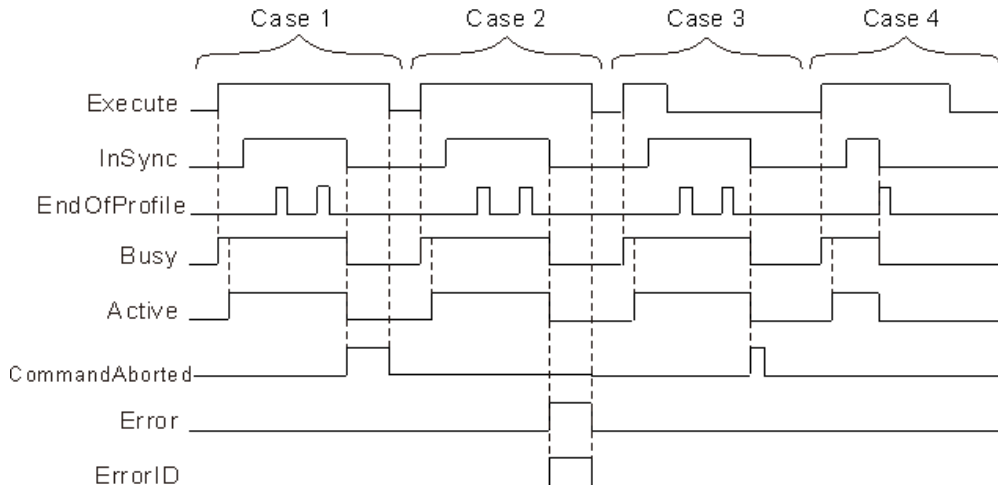 Case 1 Case 2 Case 3 Case 4
Execute
InSync
EndOfProfile
Busy
Active
CommandAborted
Error
ErrorID